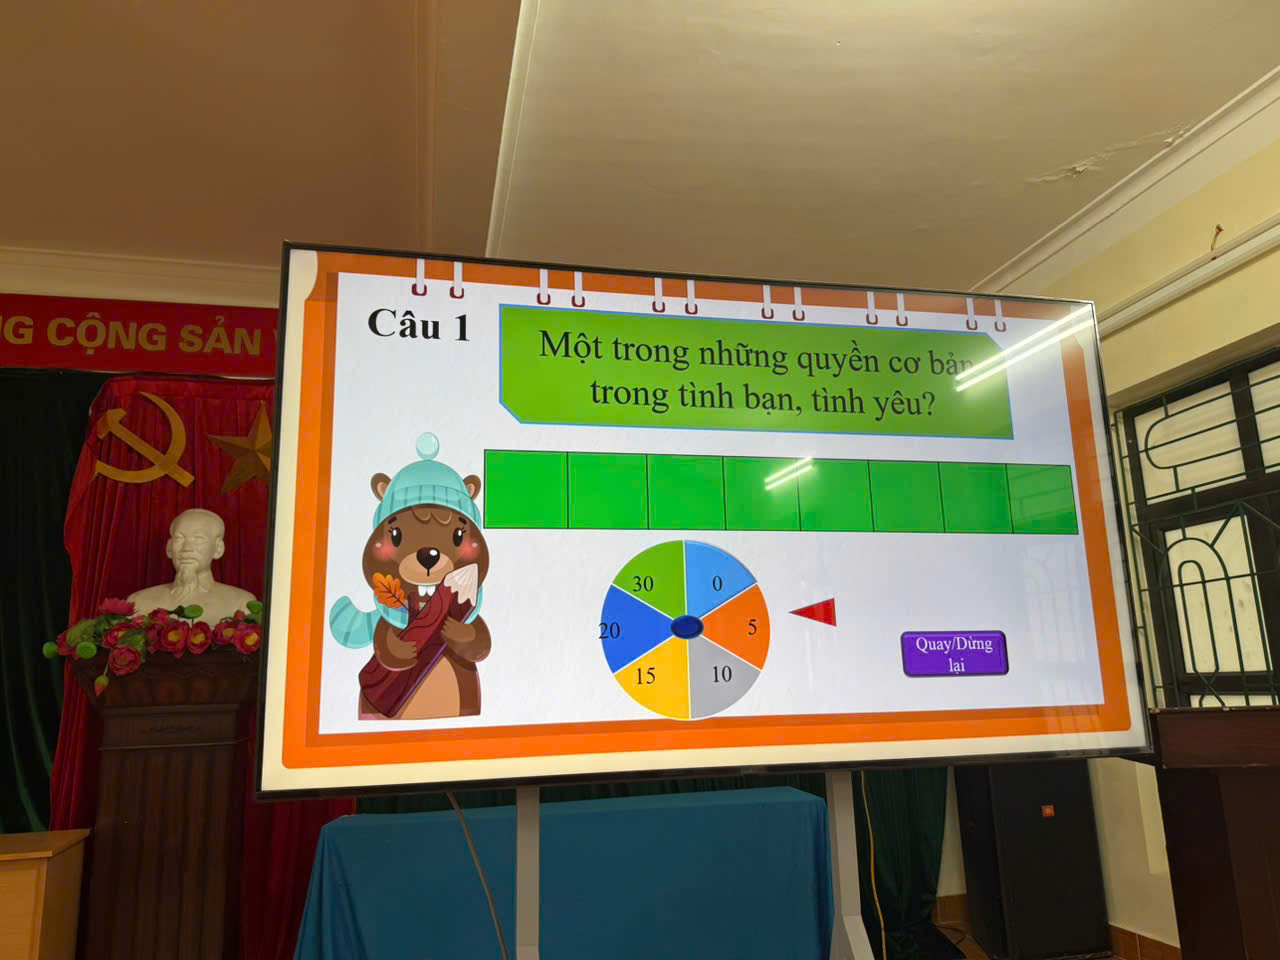 NG CỘNG SẢN
Câu 1
Một trong những quyền cơ bản
trong tình bạn, tình yêu?
30
0
20
5
15
10
Quay/Dừng
lại